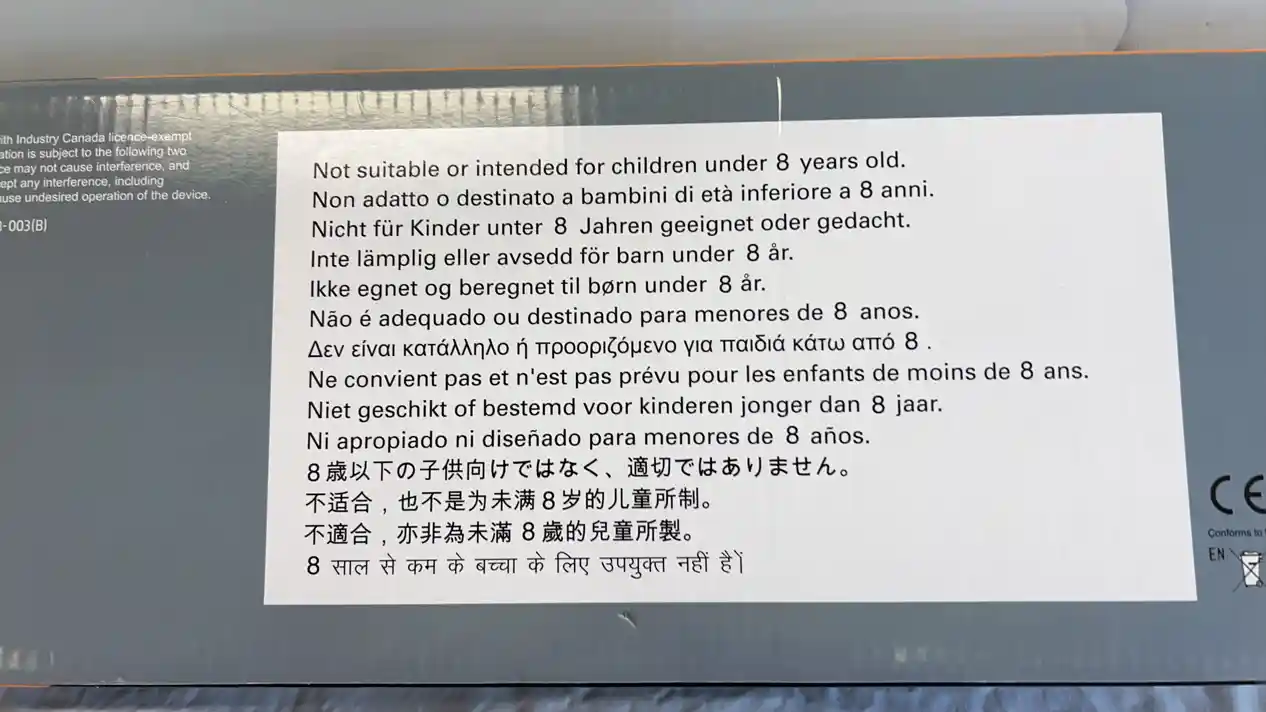 ith Industry Canada licence-exempt
ation is subject to the following two
ce may not cause interference, and
ept any interference, including
use undesired operation of the device.
-003(B)
Not suitable or intended for children under 8 years old.
Non adatto o destinato a bambini di età inferiore a 8 anni.
Nicht für Kinder unter 8 Jahren geeignet oder gedacht.
Inte lämplig eller avsedd för barn under 8 år.
Ikke egnet og beregnet til børn under 8 år.
Não é adequado ou destinado para menores de 8 anos.
Δεν είναι κατάλληλο ή προοριζόμενο για παιδιά κάτω από 8 .
Ne convient pas et n'est pas prévu pour les enfants de moins de 8 ans.
Niet geschikt of bestemd voor kinderen jonger dan 8 jaar.
Ni apropiado ni diseñado para menores de 8 años.
8歳以下の子供向けではなく、適切ではありません。
不适合，也不是为未满8岁的儿童所制。
不適合，亦非為未滿 8 歲的兒童所製。
8 साल से कम के बच्चा के लिए उपयुक्त नहीं है।
CE
Conforms to
EN